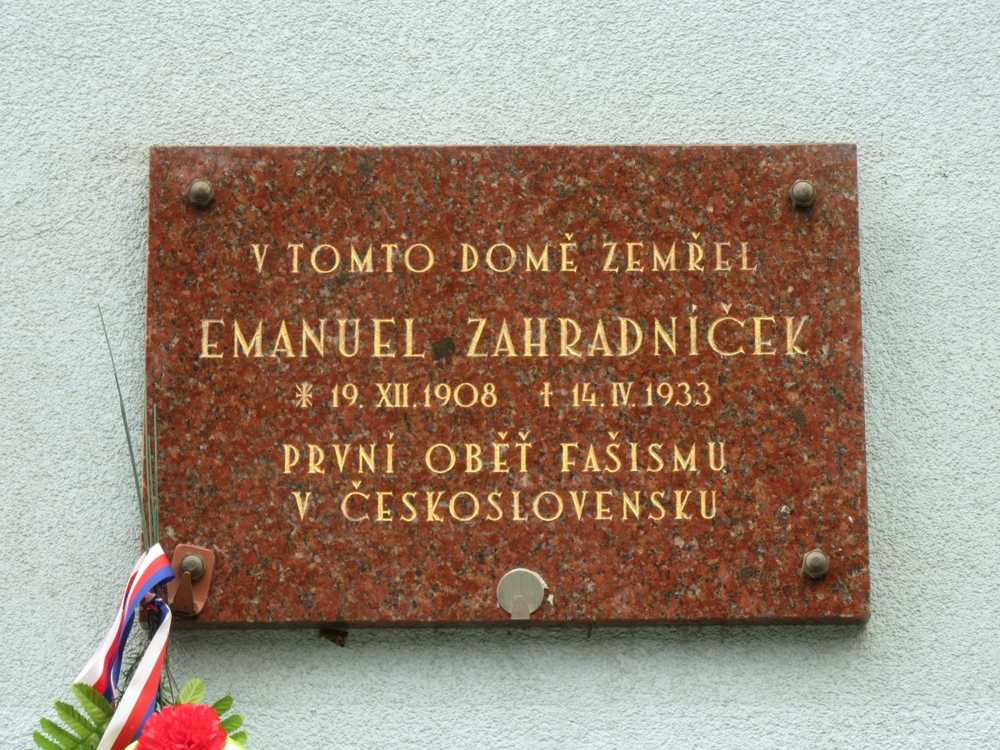 V TOMTO DOMĚ ZEMŘEL
EMANUEL ZAHRADNÍČEK
* 19. XII. 1908 † 14. IV. 1933
PRVNÍ OBĚŤ FAŠISMU
V ČESKOSLOVENSKU